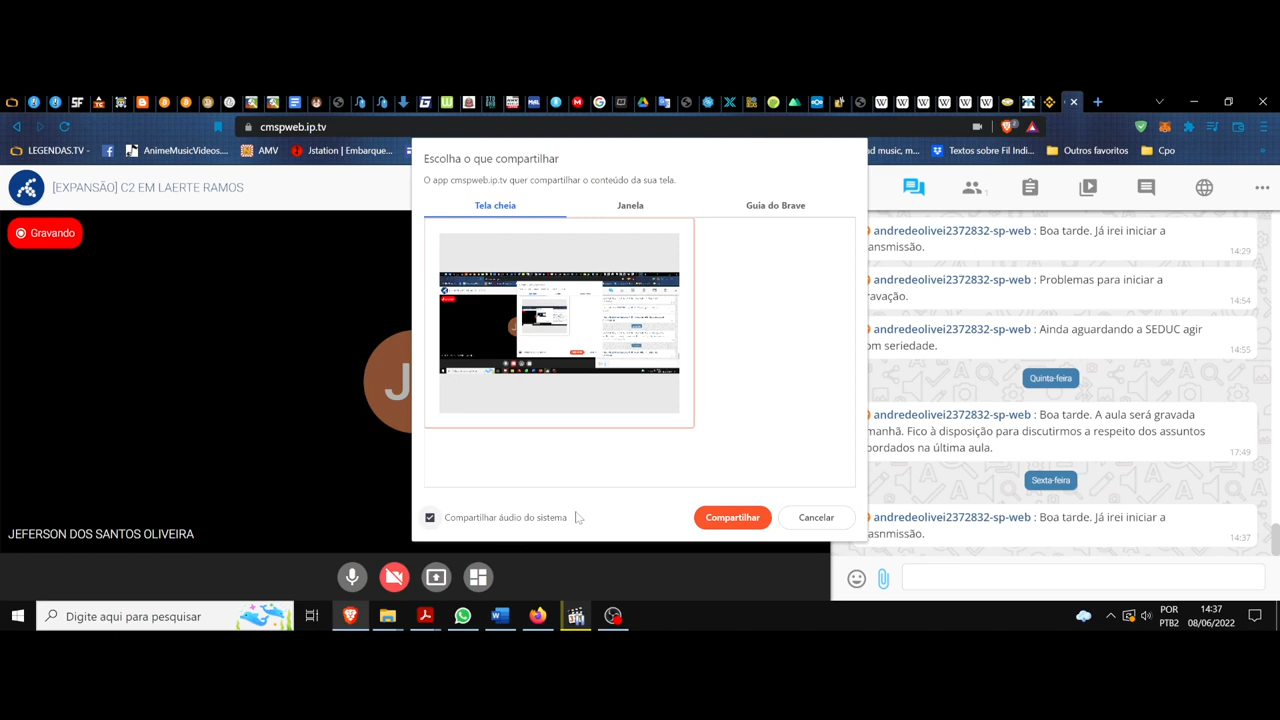 cmspweb.ip.tv
2
LEGENDAS.TV -
AnimeMusicVideos....
AMV
Jstation | Embarque...
nd music, m...
Textos sobre Fil Indi...
Outros favoritos
Cpo
[EXPANSÃO] C2 EM LAERTE RAMOS
1
Gravando
JEFERSON DOS SANTOS OLIVEIRA
Escolha o que compartilhar
O app cmspweb.ip.tv quer compartilhar o conteúdo da sua tela.
Tela cheia
Janela
Guia do Brave
Compartilhar áudio do sistema
Compartilhar
Cancelar
andredeolivei2372832-sp-web : Boa tarde. Já irei iniciar a
ansmissão.
14:29
andredeolivei2372832-sp-web : Problemas para iniciar a
ravação.
14:54
andredeolivei2372832-sp-web : Ainda aguardando a SEDUC agir
om seriedade.
14:55
Quinta-feira
andredeolivei2372832-sp-web : Boa tarde. A aula será gravada
manhã. Fico à disposição para discutirmos a respeito dos assuntos
bordados na última aula.
17:49
Sexta-feira
andredeolivei2372832-sp-web : Boa tarde. Já irei iniciar a
asnmissão.
14:37
Digite aqui para pesquisar
POR
PTB2
14:37
08/06/2022